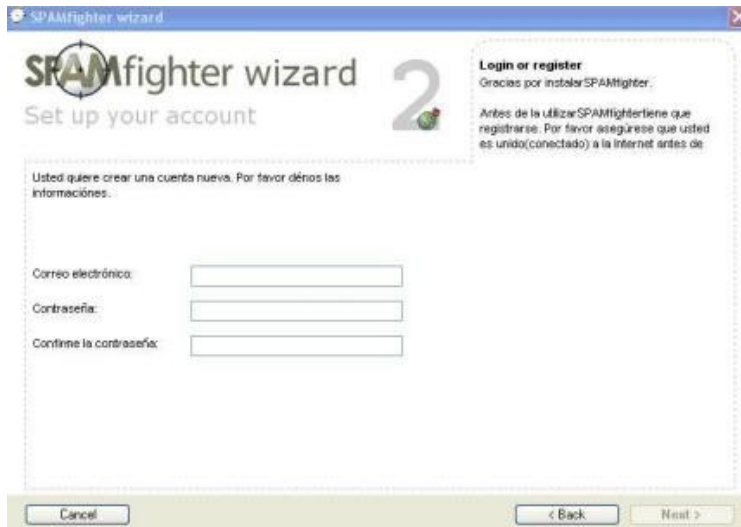 SPAMfighter wizard
SPAMfighter wizard
Set up your account
2
Login or register
Gracias por instalarSPAMfighter.
Antes de la utilizarSPAMfightertiene que
registrarse. Por favor asegúrese que usted
es unido(conectado) a la Internet antes de
Usted quiere crear una cuenta nueva. Por favor dénos las
informaciónes.
Correo electrónico:
Contraseña:
Confirme la contraseña:
Cancel
< Back
Next >